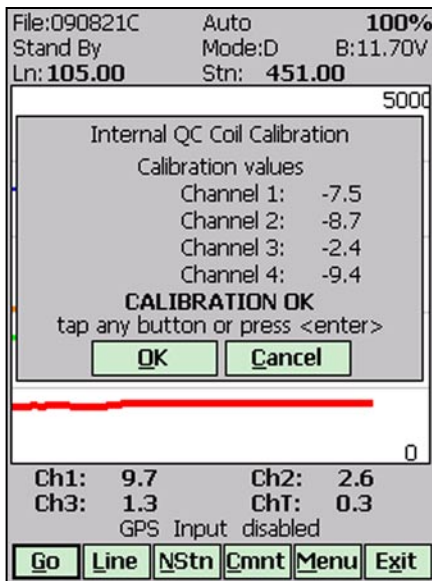 File:090821C Auto 100%
Stand By Mode:D B:11.70V
Ln:105.00 Stn: 451.00
5000
Internal QC Coil Calibration
Calibration values
Channel 1: -7.5
Channel 2: -8.7
Channel 3: -2.4
Channel 4: -9.4
CALIBRATION OK
tap any button or press <enter>
OK Cancel
0
Ch1: 9.7 Ch2: 2.6
Ch3: 1.3 ChT: 0.3
GPS Input disabled
Go Line NStn Cmnt Menu Exit